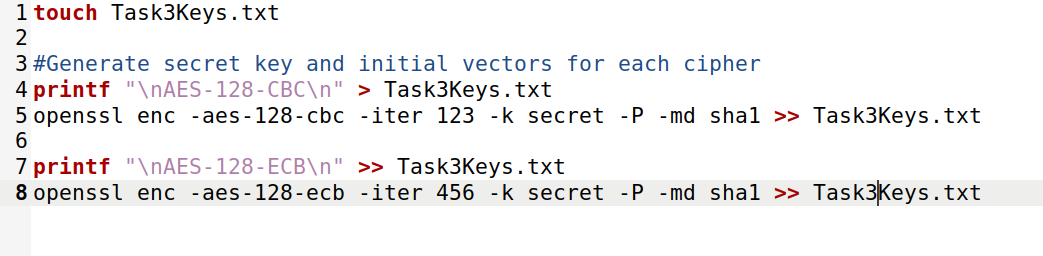 1 touch Task3Keys.txt
2
3 #Generate secret key and initial vectors for each cipher
4 printf "\nAES-128-CBC\n" > Task3Keys.txt
5 openssl enc -aes-128-cbc -iter 123 -k secret -P -md sha1 >> Task3Keys.txt
6
7 printf "\nAES-128-ECB\n" >> Task3Keys.txt
8 openssl enc -aes-128-ecb -iter 456 -k secret -P -md sha1 >> Task3Keys.txt